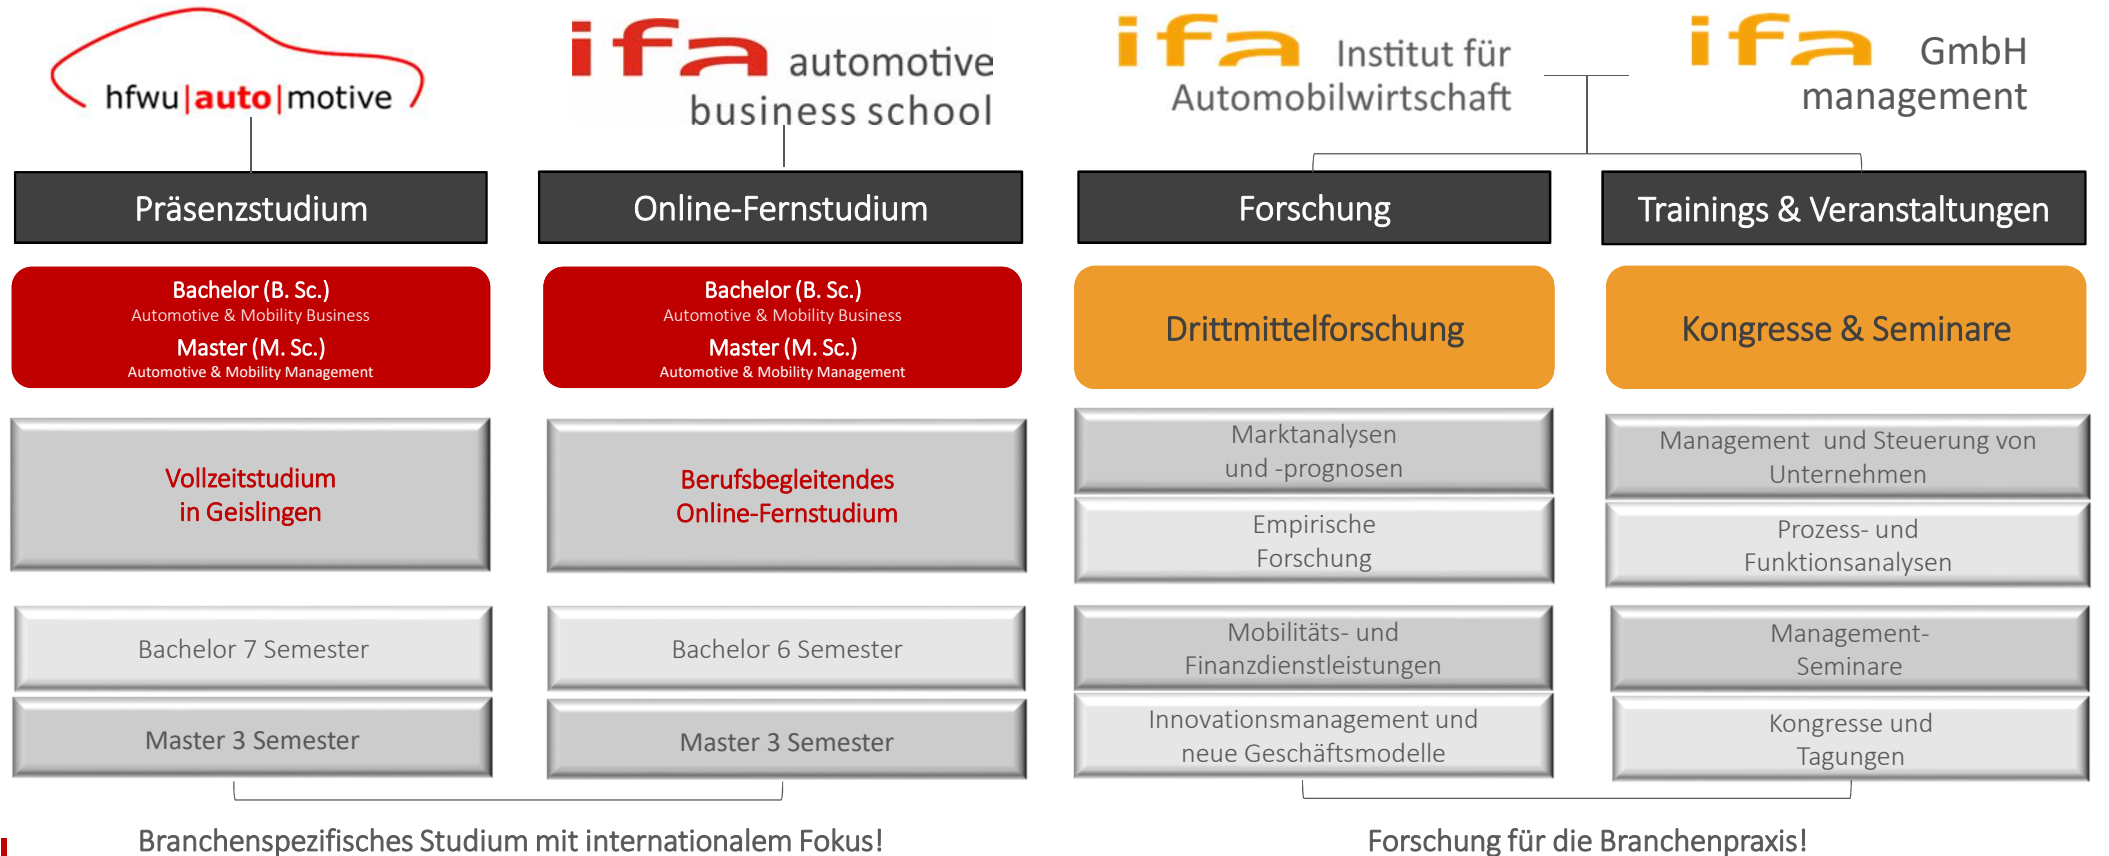 hfwu|auto|motive
ifa automotive
business school
ifa Institut für
Automobilwirtschaft
ifa GmbH
management
Präsenzstudium
Bachelor (B. Sc.)
Automotive & Mobility Business
Master (M. Sc.)
Automotive & Mobility Management
Vollzeitstudium
in Geislingen
Bachelor 7 Semester
Master 3 Semester
Online-Fernstudium
Bachelor (B. Sc.)
Automotive & Mobility Business
Master (M. Sc.)
Automotive & Mobility Management
Berufsbegleitendes
Online-Fernstudium
Bachelor 6 Semester
Master 3 Semester
Branchenspezifisches Studium mit internationalem Fokus!
Forschung
Drittmittelforschung
Marktanalysen
und -prognosen
Empirische
Forschung
Mobilitäts- und
Finanzdienstleistungen
Innovationsmanagement und
neue Geschäftsmodelle
Trainings & Veranstaltungen
Kongresse & Seminare
Management und Steuerung von
Unternehmen
Prozess- und
Funktionsanalysen
Management-
Seminare
Kongresse und
Tagungen
Forschung für die Branchenpraxis!